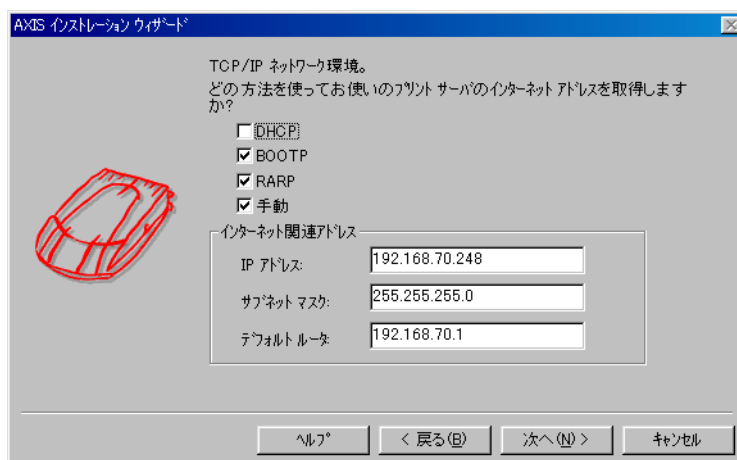 AXIS インストレーション ウィザード
TCP/IP ネットワーク環境。
どの方法を使ってお使いのプリント サーバのインターネット アドレスを取得します
か?
DHCP
BOOTP
RARP
手動
インターネット関連アドレス
IP アドレス:
192.168.70.248
サブネット マスク:
255.255.255.0
デフォルト ルータ:
192.168.70.1
ヘルプ
< 戻る(B)
次へ(N) >
キャンセル